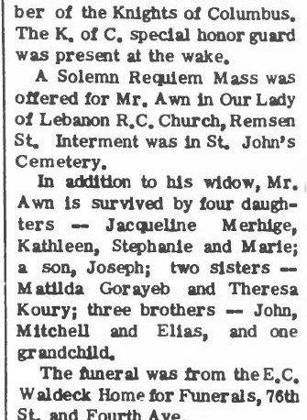 ber of the Knights of Columbus.
The K. of C. special honor guard
was present at the wake.
A Solemn Requiem Mass was
offered for Mr. Awn in Our Lady
of Lebanon R.C. Church, Remsen
St. Interment was in St. John's
Cemetery.
In addition to his widow, Mr.
Awn is survived by four daugh-
ters — Jacqueline Merhige,
Kathleen, Stephanie and Marie;
a son, Joseph; two sisters —
Matilda Gorayeb and Theresa
Koury; three brothers — John,
Mitchell and Elias, and one
grandchild.
The funeral was from the E.C.
Waldeck Home for Funerals, 76th
St. and Fourth Ave.